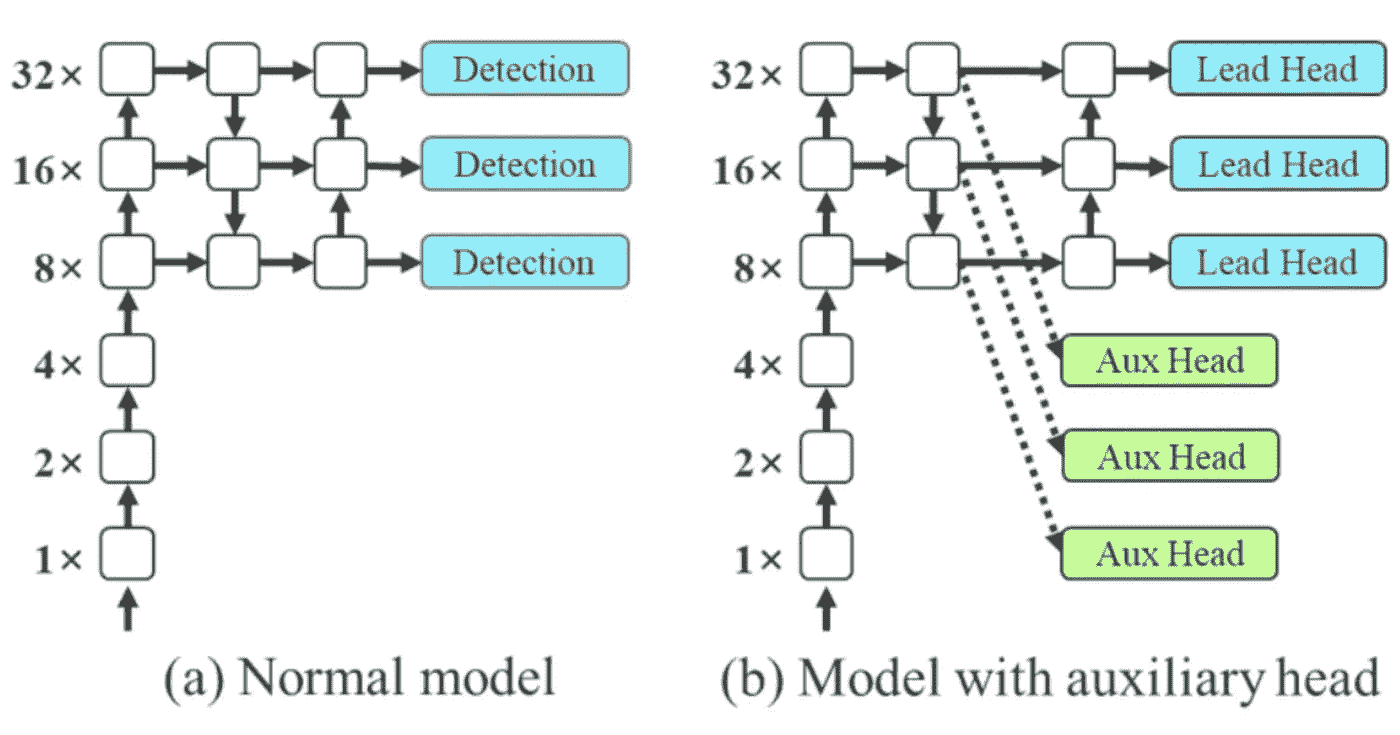 32× Detection
16× Detection
8× Detection
4×
2×
1×
(a) Normal model
32× Lead Head
16× Lead Head
8× Lead Head
4× Aux Head
2× Aux Head
1× Aux Head
(b) Model with auxiliary head